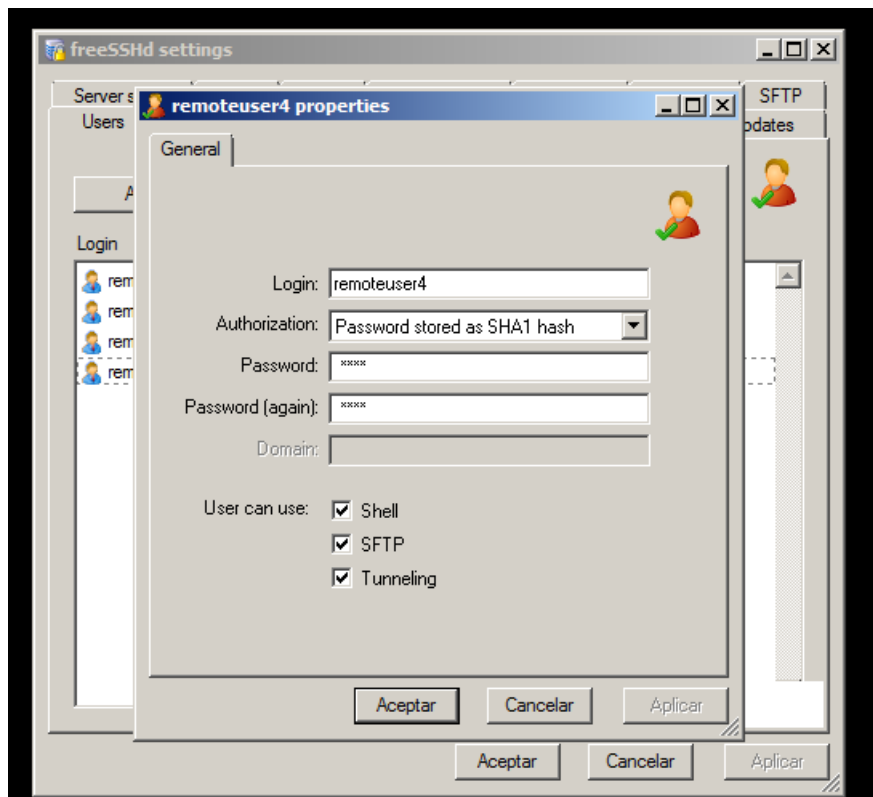 freeSSHd settings
Server s
SFTP
Users
pdates
A
Login
rem
rem
rem
rem
remoteuser4 properties
General
Login: remoteuser4
Authorization: Password stored as SHA1 hash
Password: ****
Password (again): ****
Domain:
User can use: Shell
SFTP
Tunneling
Aceptar Cancelar Aplicar
Aceptar Cancelar Aplicar